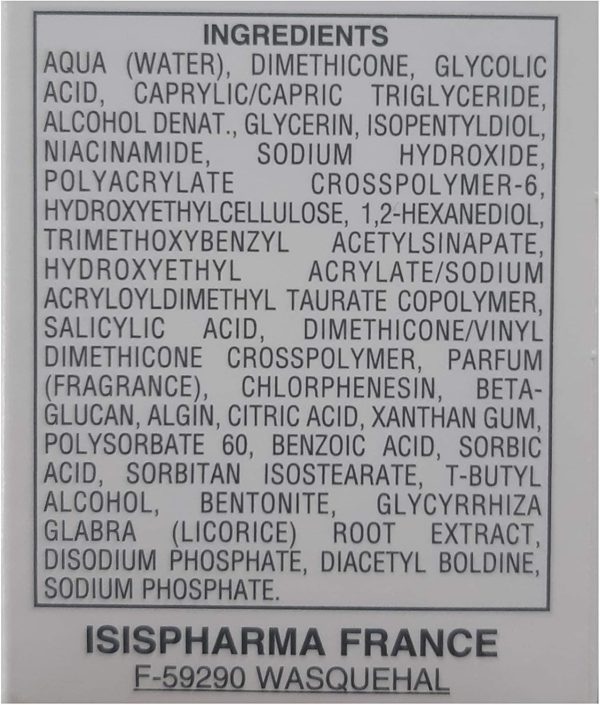 INGREDIENTS
AQUA (WATER), DIMETHICONE, GLYCOLIC
ACID, CAPRYLIC/CAPRIC TRIGLYCERIDE,
ALCOHOL DENAT., GLYCERIN, ISOPENTYLDIOL,
NIACINAMIDE, SODIUM HYDROXIDE,
POLYACRYLATE CROSSPOLYMER-6,
HYDROXYETHYLCELLULOSE, 1,2-HEXANEDIOL,
TRIMETHOXYBENZYL ACETYLSINAPATE,
HYDROXYETHYL ACRYLATE/SODIUM
ACRYLOYLDIMETHYL TAURATE COPOLYMER,
SALICYLIC ACID, DIMETHICONE/VINYL
DIMETHICONE CROSSPOLYMER, PARFUM
(FRAGRANCE), CHLORPHENESIN, BETA-
GLUCAN, ALGIN, CITRIC ACID, XANTHAN GUM,
POLYSORBATE 60, BENZOIC ACID, SORBIC
ACID, SORBITAN ISOSTEARATE, T-BUTYL
ALCOHOL, BENTONITE, GLYCYRRHIZA
GLABRA (LICORICE) ROOT EXTRACT,
DISODIUM PHOSPHATE, DIACETYL BOLDINE,
SODIUM PHOSPHATE.
ISISPHARMA FRANCE
F-59290 WASQUEHAL